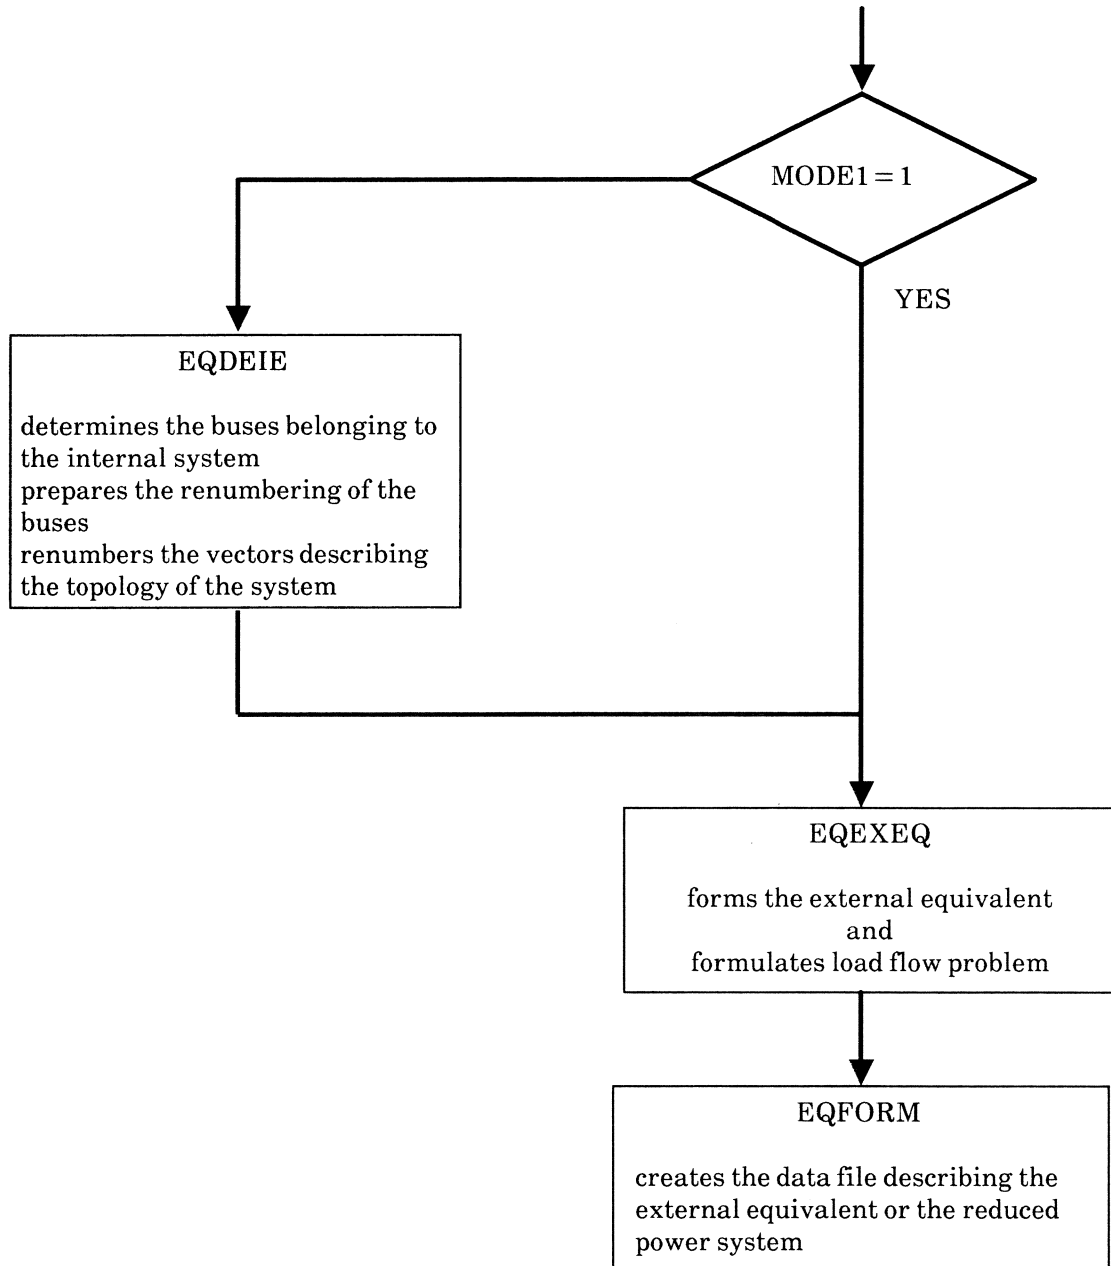 MODE1 = 1
YES
EQDEIE
determines the buses belonging to
the internal system
prepares the renumbering of the
buses
renumbers the vectors describing
the topology of the system
EQEXEQ
forms the external equivalent
and
formulates load flow problem
EQFORM
creates the data file describing the
external equivalent or the reduced
power system